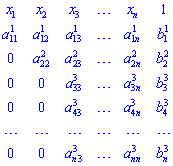 x₁ x₂ x₃ ... xₙ 1
a¹₁₁ a¹₁₂ a¹₁₃ ... a¹₁ₙ b¹₁
0 a²₂₂ a²₂₃ ... a²₂ₙ b²₂
0 0 a³₃₃ ... a³₃ₙ b³₃
0 0 a³₄₃ ... a³₄ₙ b³₄
... ... ... ... ... ...
0 0 a³ₙ₃ ... a³ₙₙ b³ₙ